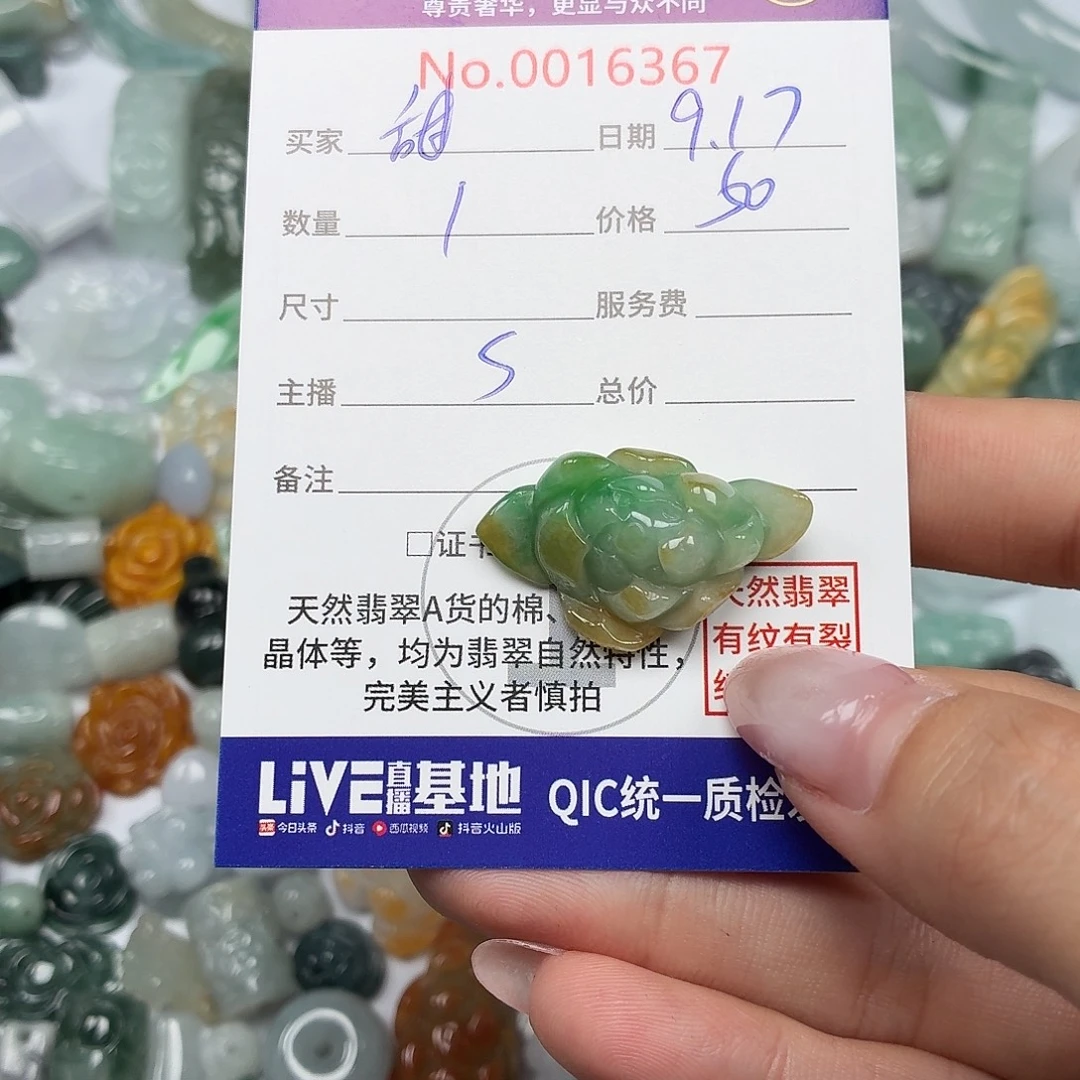 尊贵奢华，更显与众不同
No.0016367
买家 甜 日期 9.17
数量 1 价格 50
尺寸 服务费
主播 S 总价
备注
□证书
天然翡翠A货的棉、
晶体等，均为翡翠自然特性，
完美主义者慎拍
天然翡翠
有纹有裂
LiVE直播基地 QIC统一质检
今日头条 抖音 西瓜视频 抖音火山版